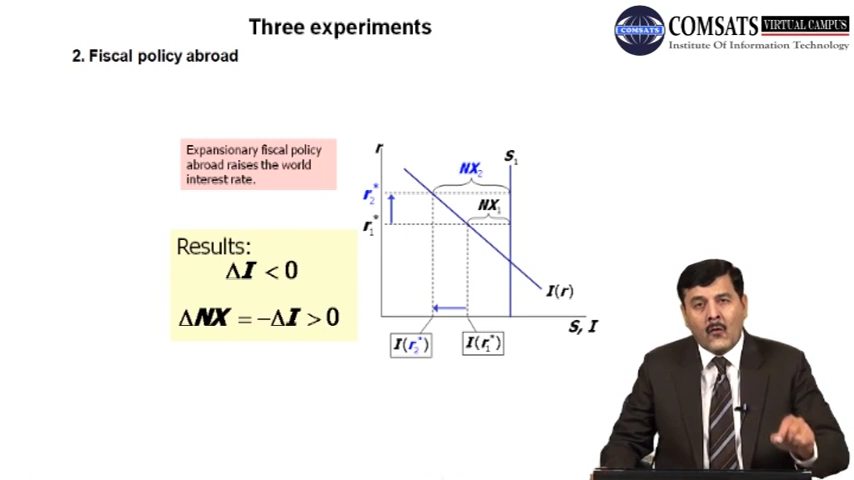 Three experiments
COMSATS
COMSATS VIRTUAL CAMPUS
Institute Of Information Technology
2. Fiscal policy abroad
Expansionary fiscal policy
abroad raises the world
interest rate.
Results:
ΔI < 0
ΔNX = −ΔI > 0
r
S₁
NX₂
r₂*
NX₁
r₁*
I(r)
S, I
I(r₂*)
I(r₁*)